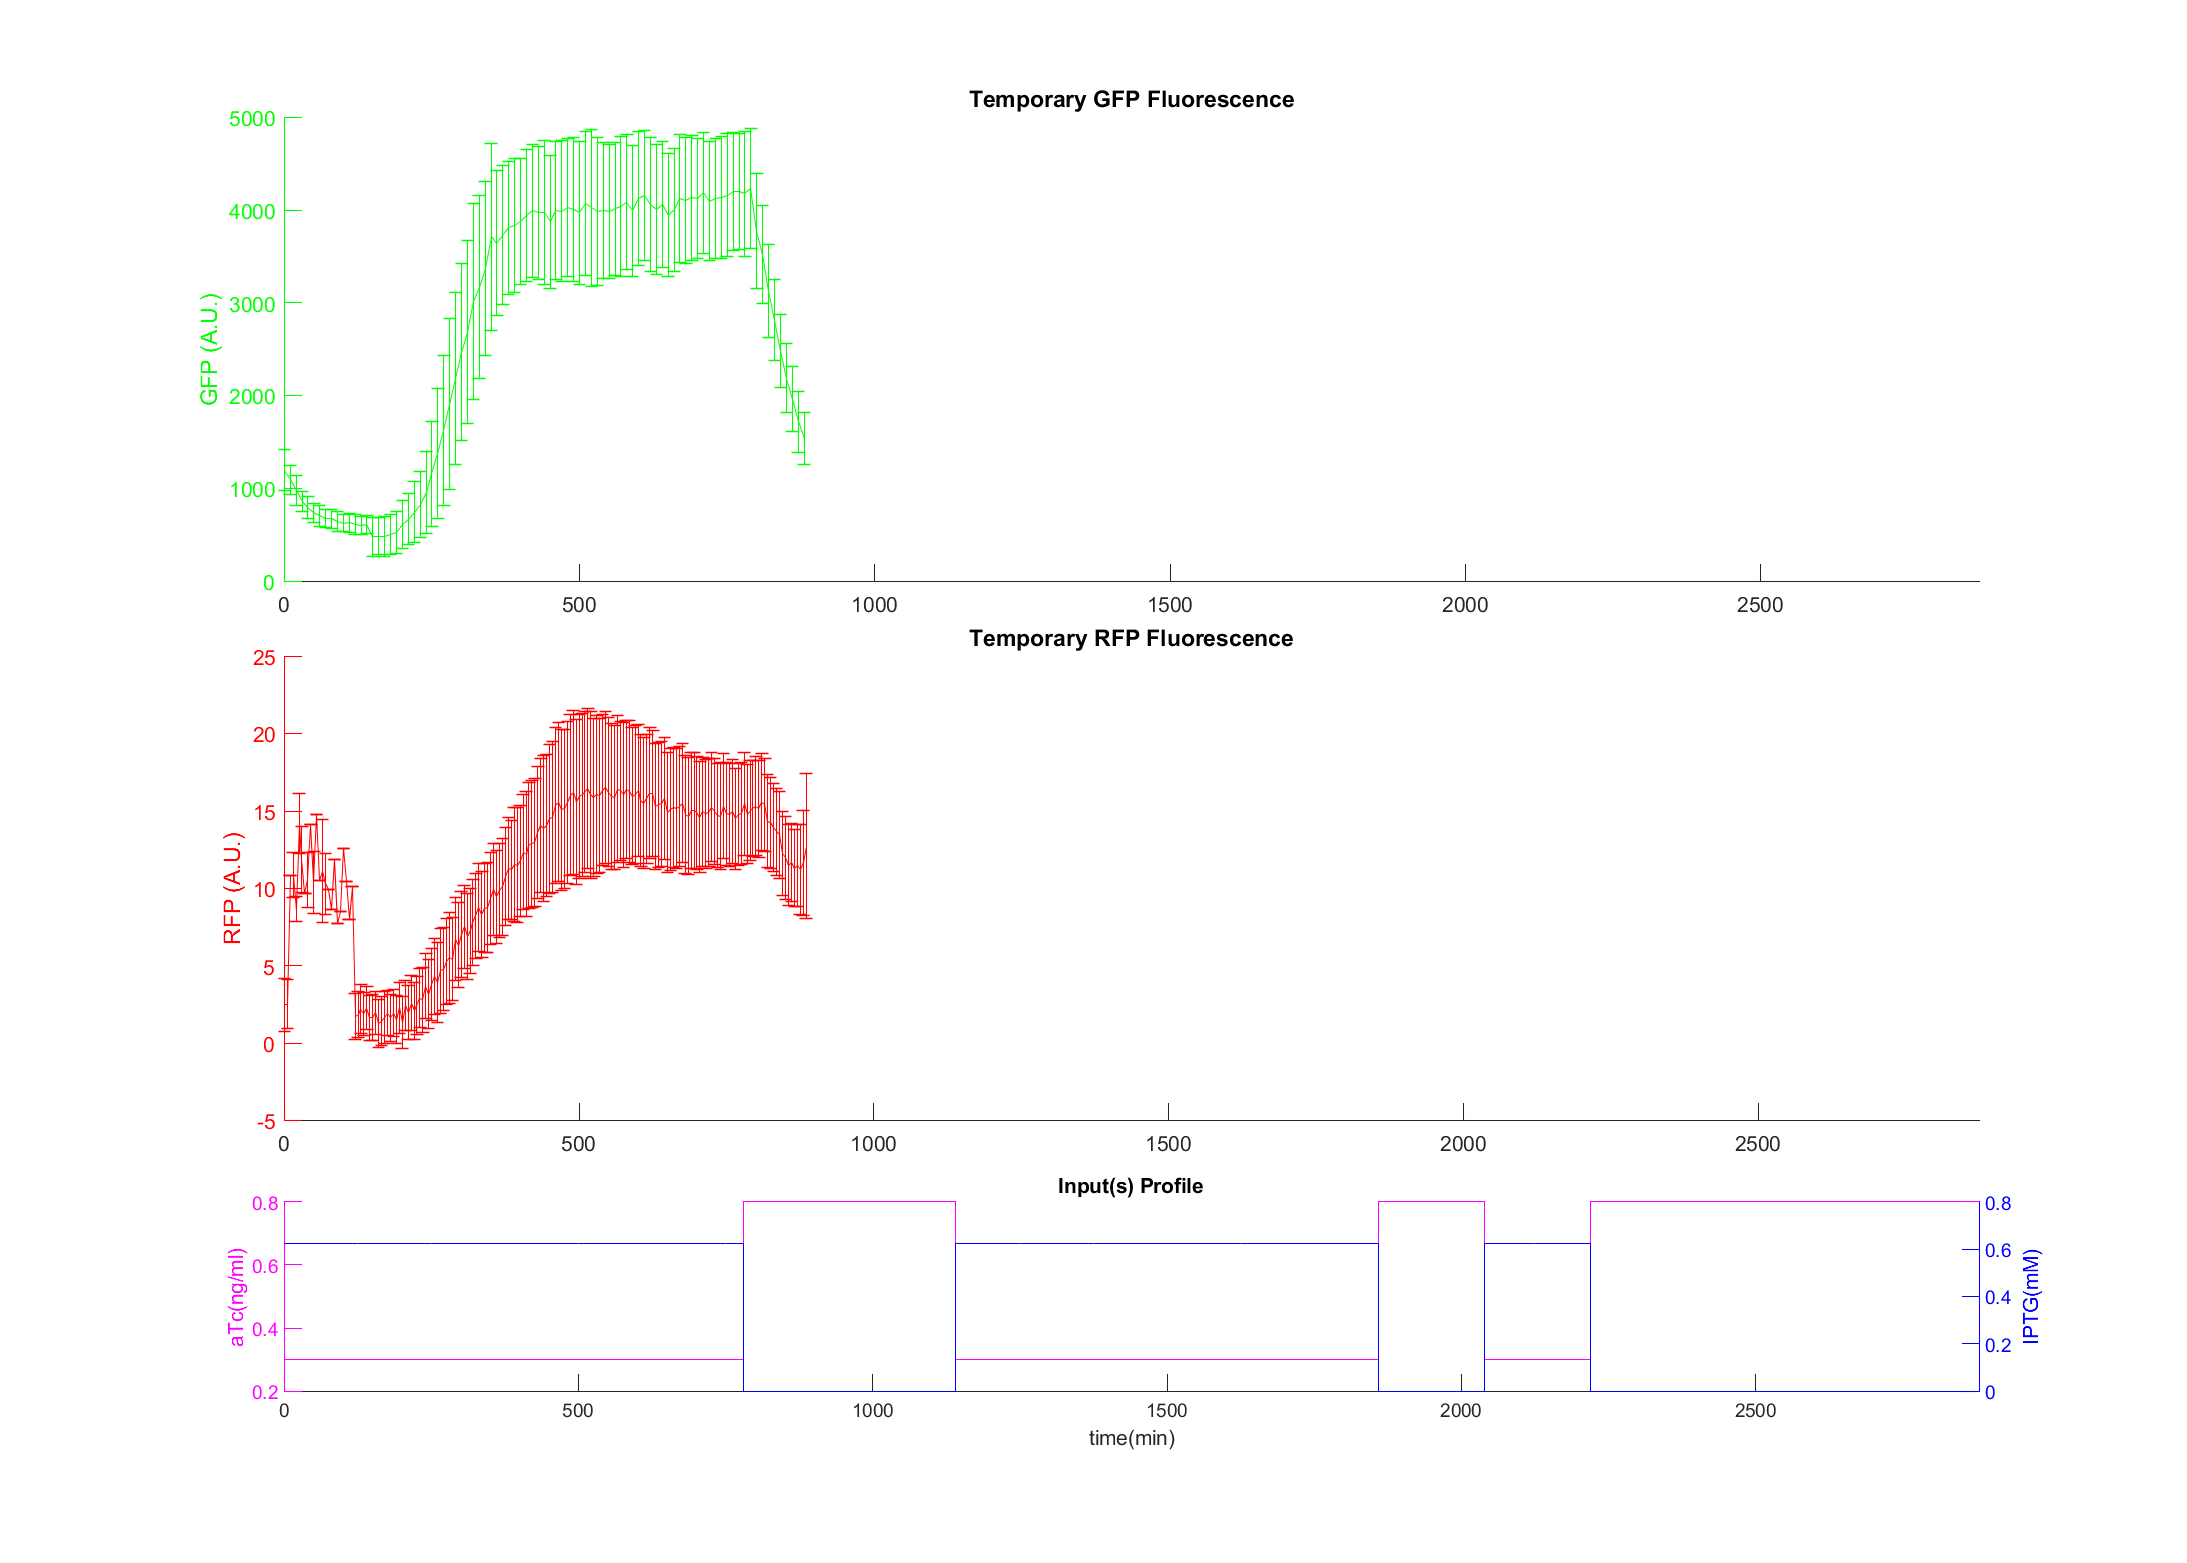 Temporary GFP Fluorescence
5000
4000
3000
2000
1000
0
GFP (A.U.)
0 500 1000 1500 2000 2500
Temporary RFP Fluorescence
25
20
15
10
5
0
-5
RFP (A.U.)
0 500 1000 1500 2000 2500
Input(s) Profile
0.8
0.6
0.4
0.2
aTc(ng/ml)
0.8
0.6
0.4
0.2
0
IPTG(mM)
0 500 1000 1500 2000 2500
time(min)